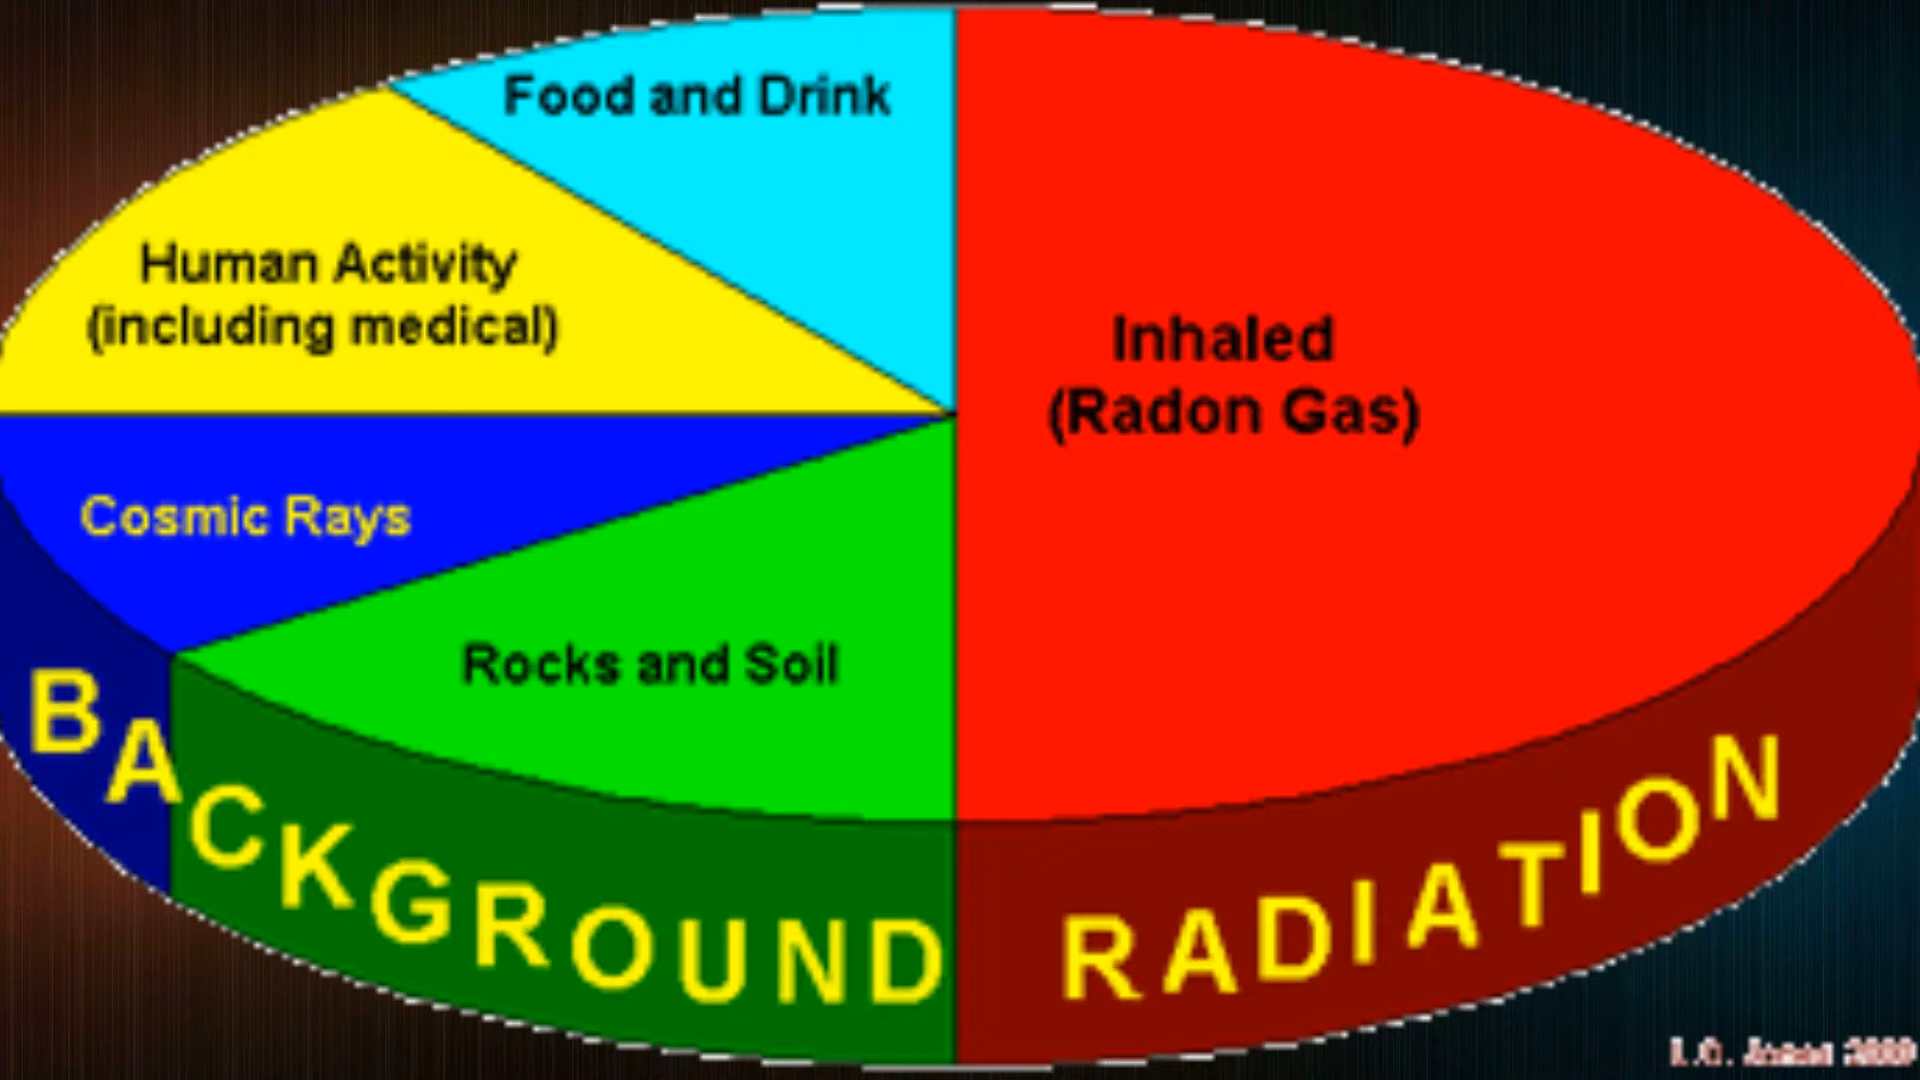 Food and Drink
Human Activity
(including medical)
Inhaled
(Radon Gas)
Cosmic Rays
Rocks and Soil
BACKGROUND RADIATION